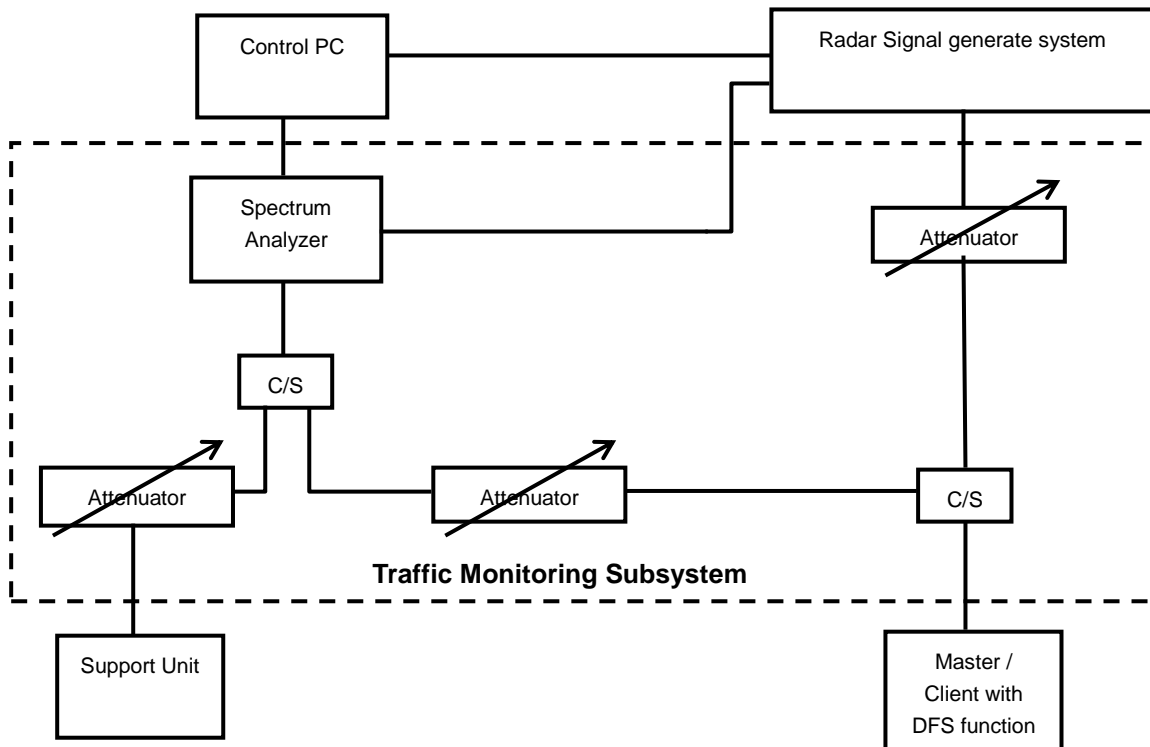 Control PC
Radar Signal generate system
Spectrum
Analyzer
Attenuator
C/S
Attenuator
Attenuator
C/S
Traffic Monitoring Subsystem
Support Unit
Master /
Client with
DFS function